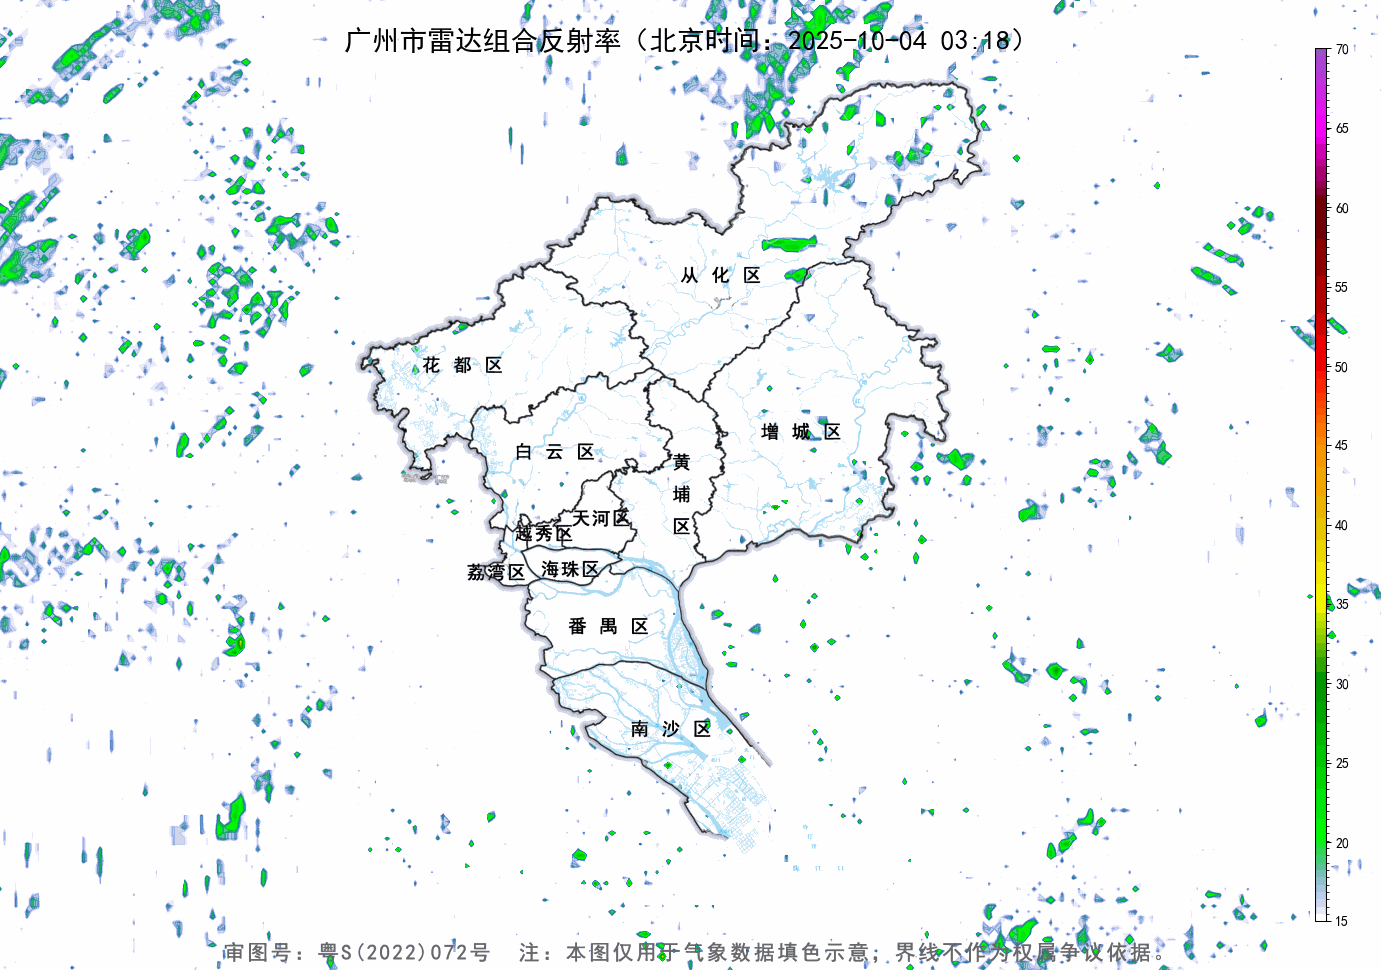 广州市雷达组合反射率（北京时间：2025-10-04 03:18）
70
65
60
55
50
45
40
35
30
25
20
15
从化区
花都区
增城区
白云区
黄埔区
天河区
越秀区
荔湾区
海珠区
番禺区
南沙区
审图号：粤S(2022)072号 注：本图仅用于气象数据填色示意；界线不作为权属争议依据。